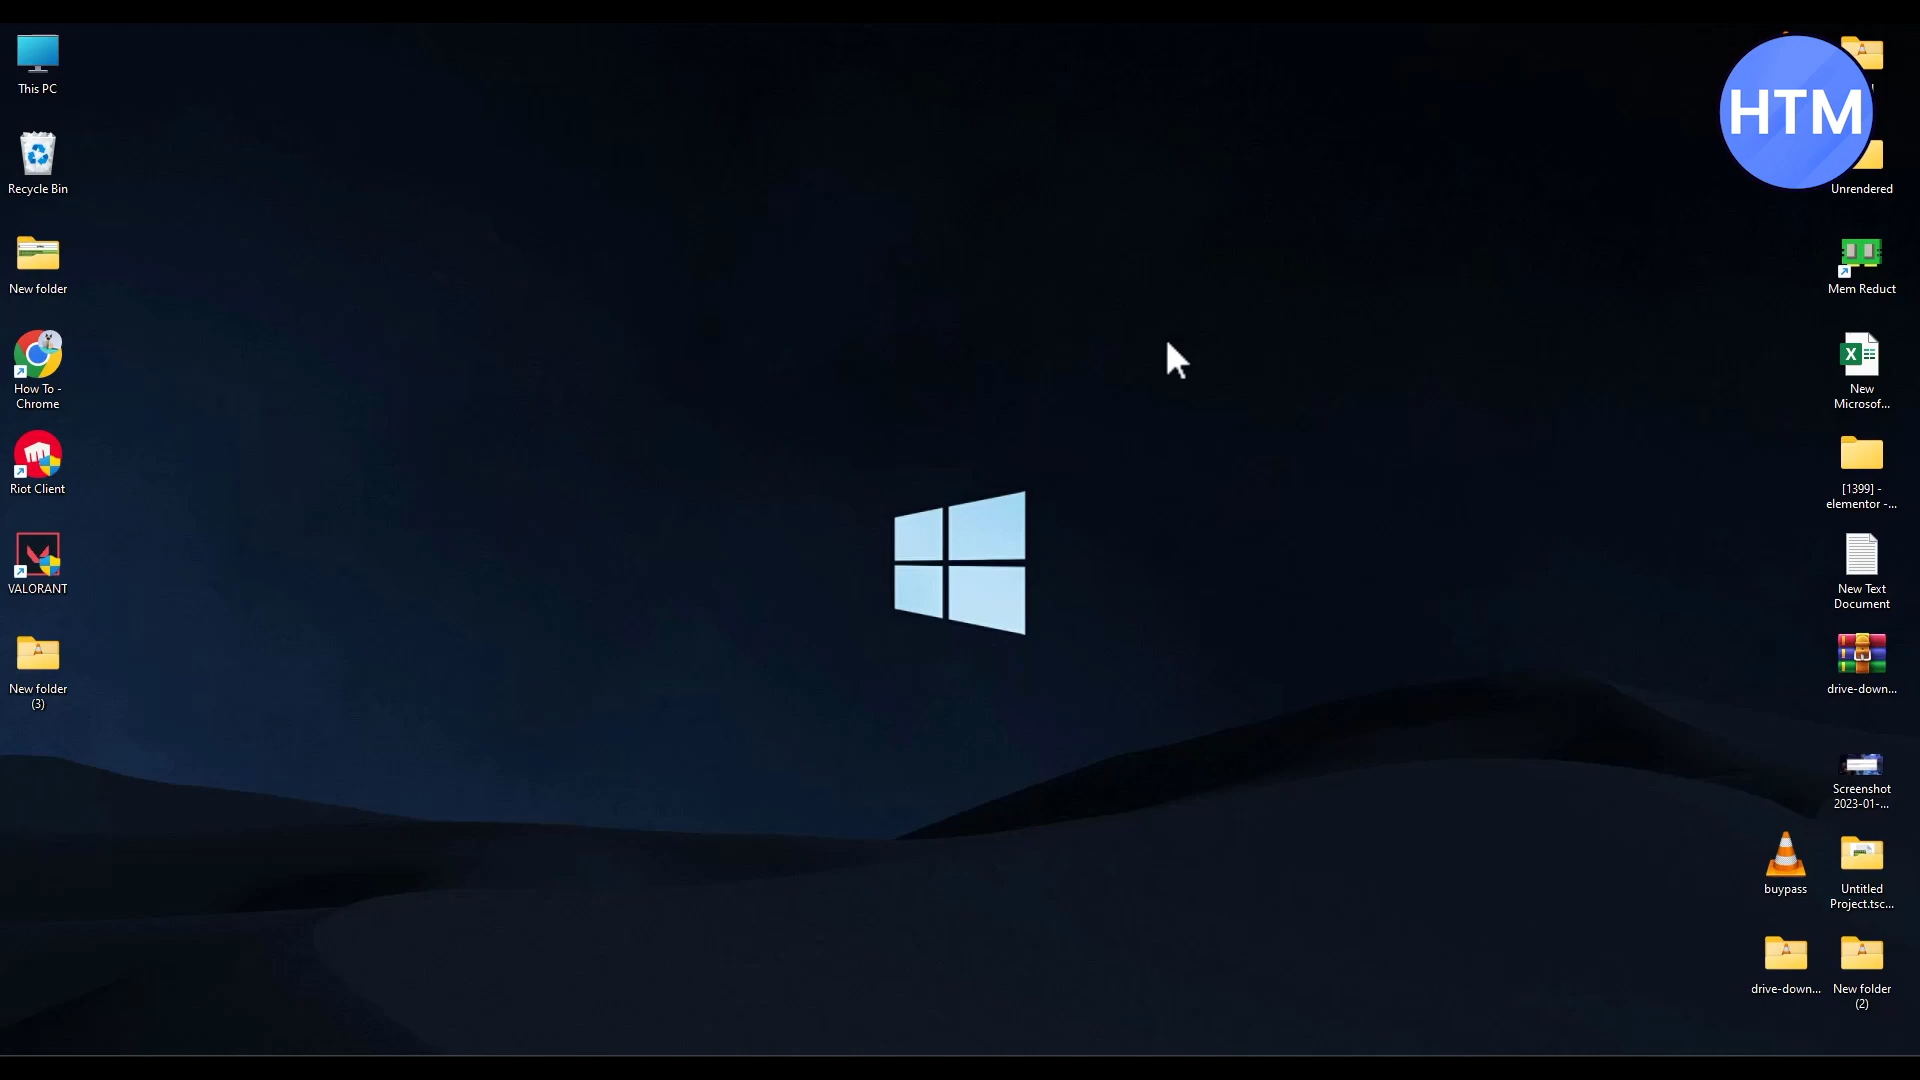 This PC
Recycle Bin
New folder
How To -
Chrome
Riot Client
VALORANT
New folder
(3)
HTM
Unrendered
Mem Reduct
New
Microsof...
[1399] -
elementor -...
New Text
Document
drive-down...
Screenshot
2023-01-...
buypass
Untitled
Project.tsc...
drive-down...
New folder
(2)